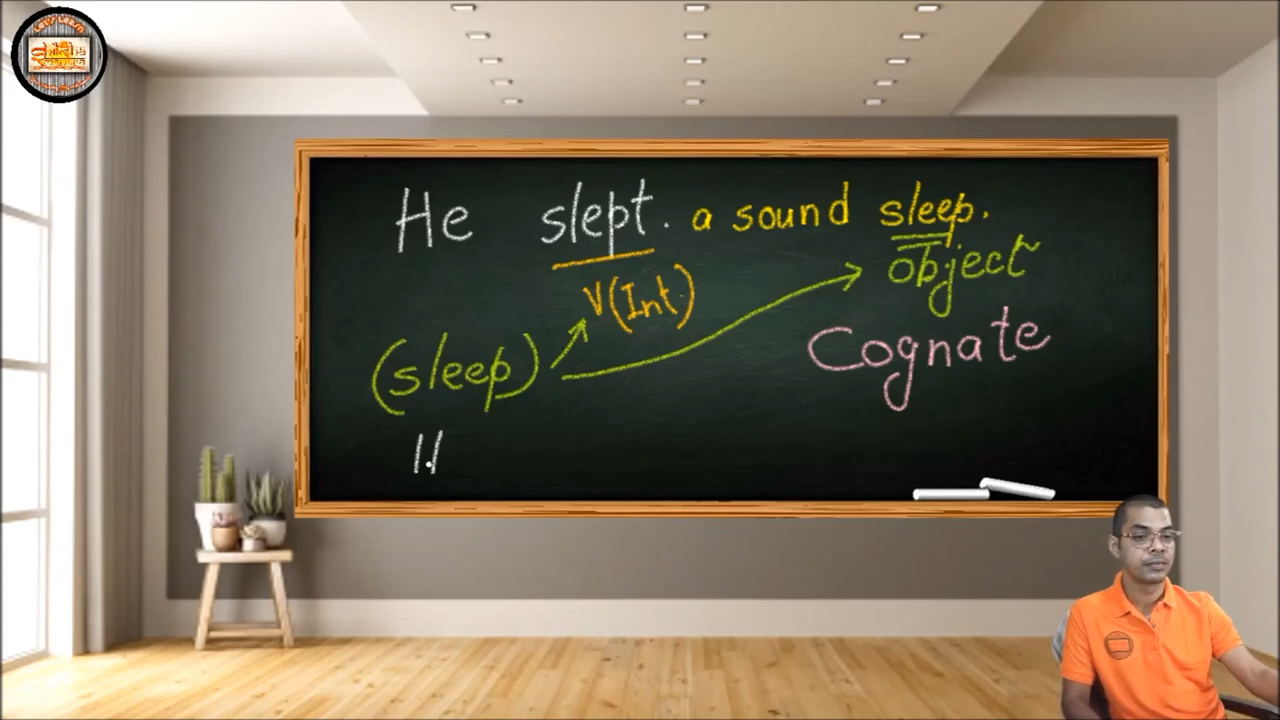 He slept. a sound sleep.
V(Int)
object
(sleep)
Cognate